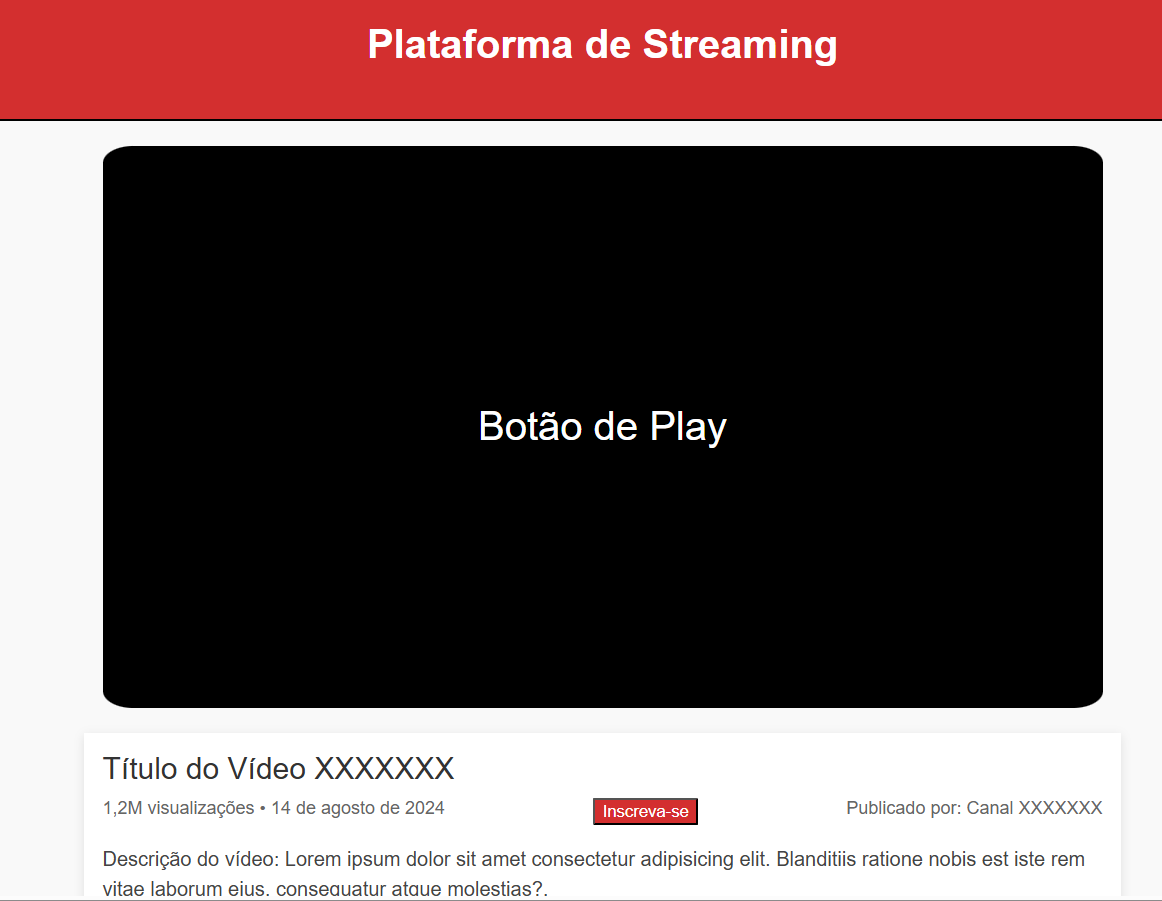 Plataforma de Streaming
Botão de Play
Título do Vídeo XXXXXXX
1,2M visualizações • 14 de agosto de 2024
Inscreva-se
Publicado por: Canal XXXXXXX
Descrição do vídeo: Lorem ipsum dolor sit amet consectetur adipisicing elit. Blanditiis ratione nobis est iste rem
vitae laborum eius, consequatur atque molestias?.